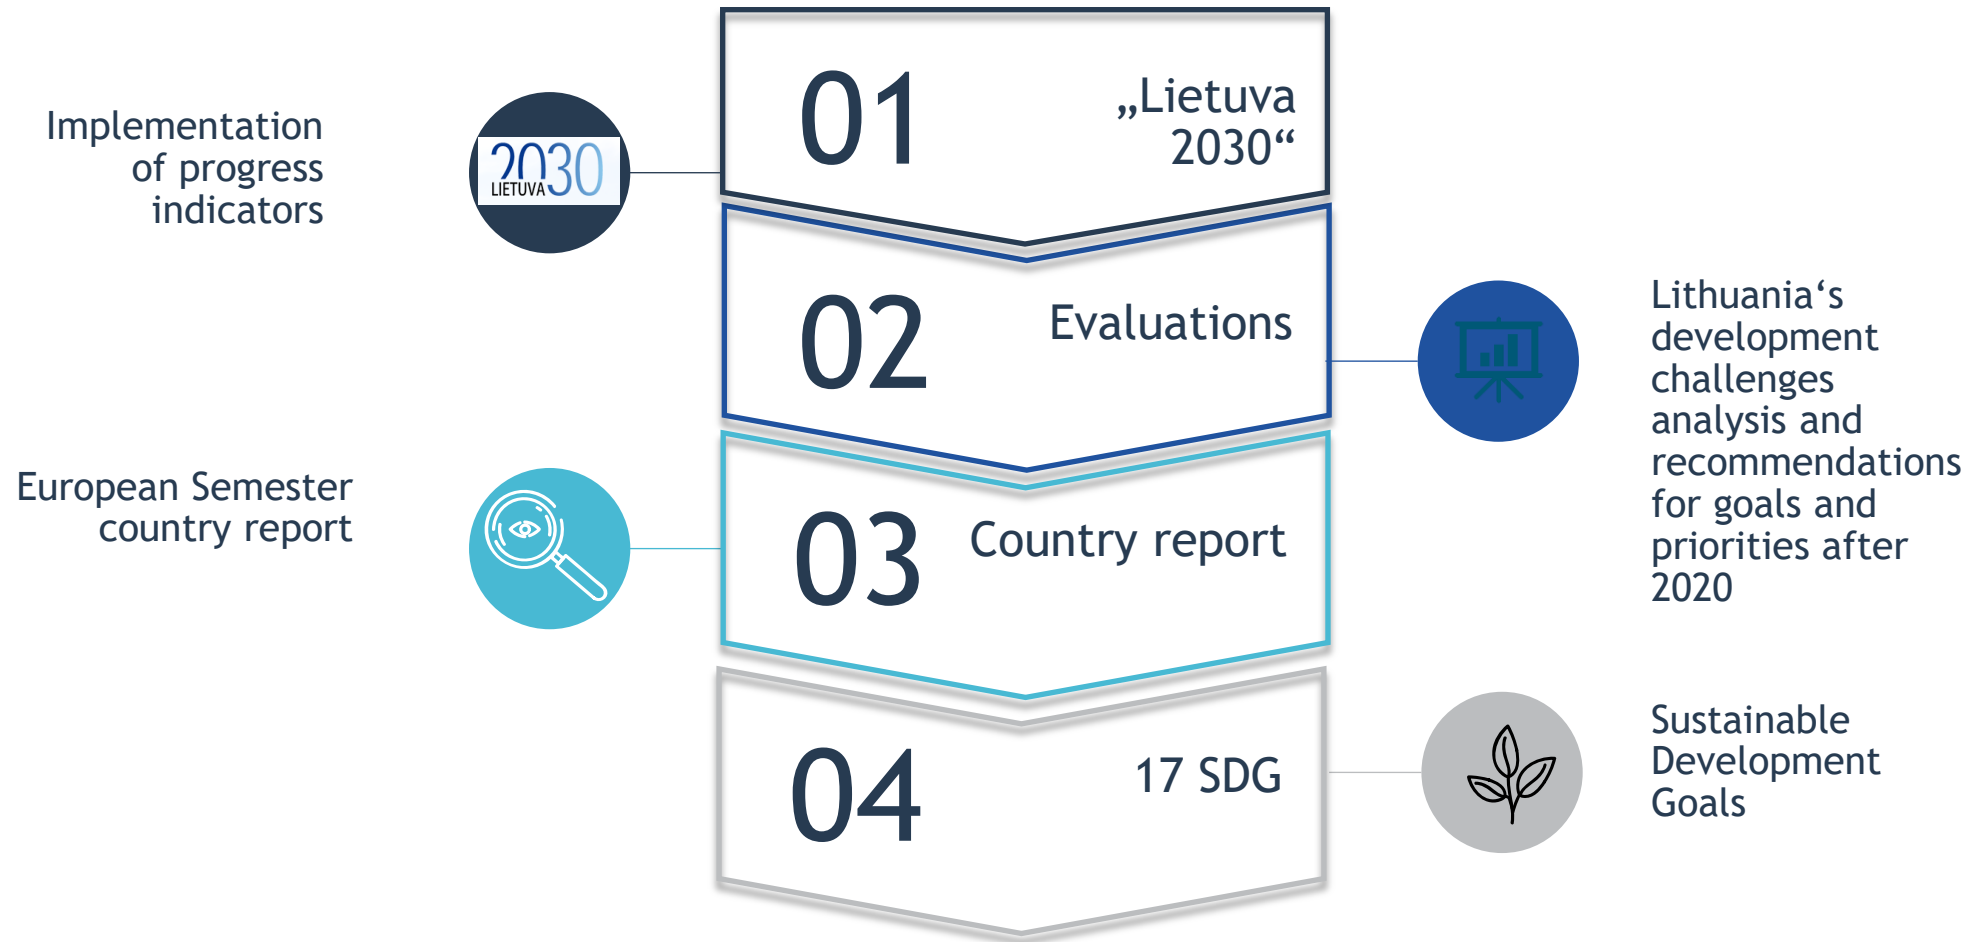 Implementation
of progress
indicators
2030
LIETUVA
01
„Lietuva
2030“
02
Evaluations
Lithuania‘s
development
challenges
analysis and
recommendations
for goals and
priorities after
2020
European Semester
country report
03
Country report
04
17 SDG
Sustainable
Development
Goals